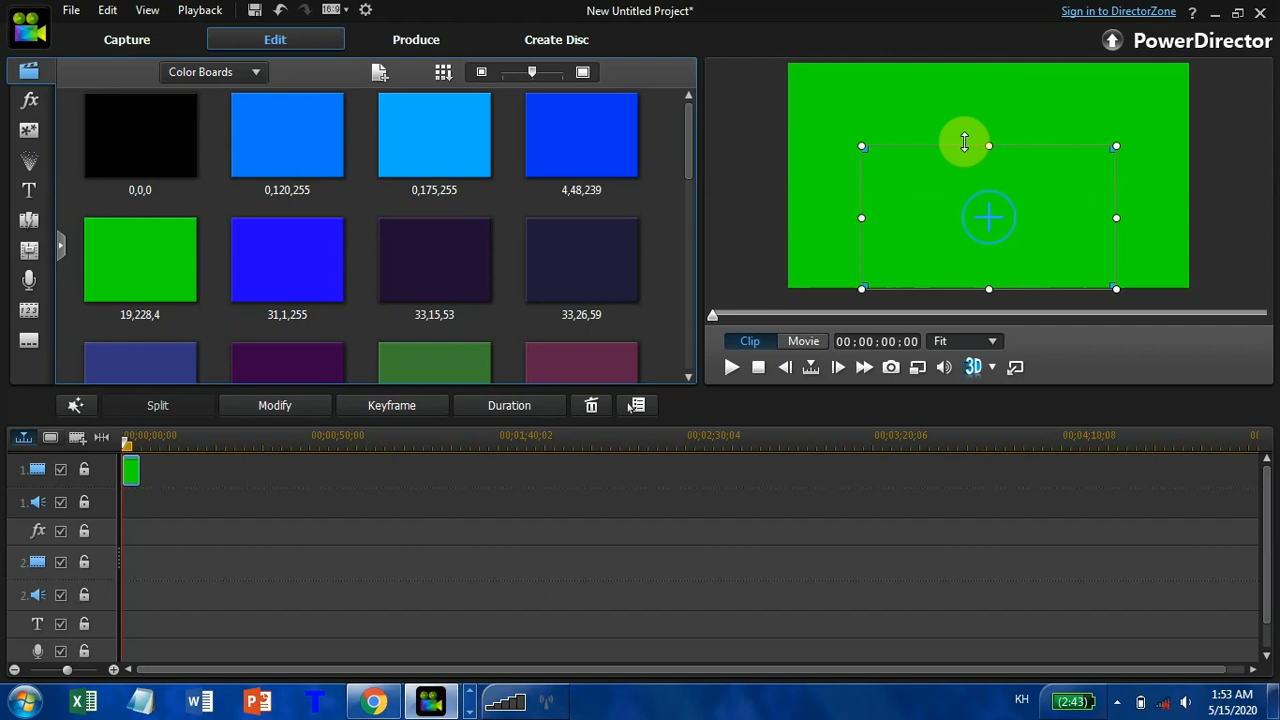 File Edit View Playback 16:9 New Untitled Project* Sign in to DirectorZone ?
Capture Edit Produce Create Disc PowerDirector
Color Boards
0,0,0 0,120,255 0,175,255 4,48,239
19,228,4 31,1,255 33,15,53 33,26,59
fx
T
Clip Movie 00;00;00;00 Fit
3D
Split Modify Keyframe Duration
00;00;00;00 00;00;50;00 00;01;40;02 00;02;30;04 00;03;20;06 00;04;10;08
1.
1.
fx
2.
2.
T
T KH (2:43) 1:53 AM
5/15/2020